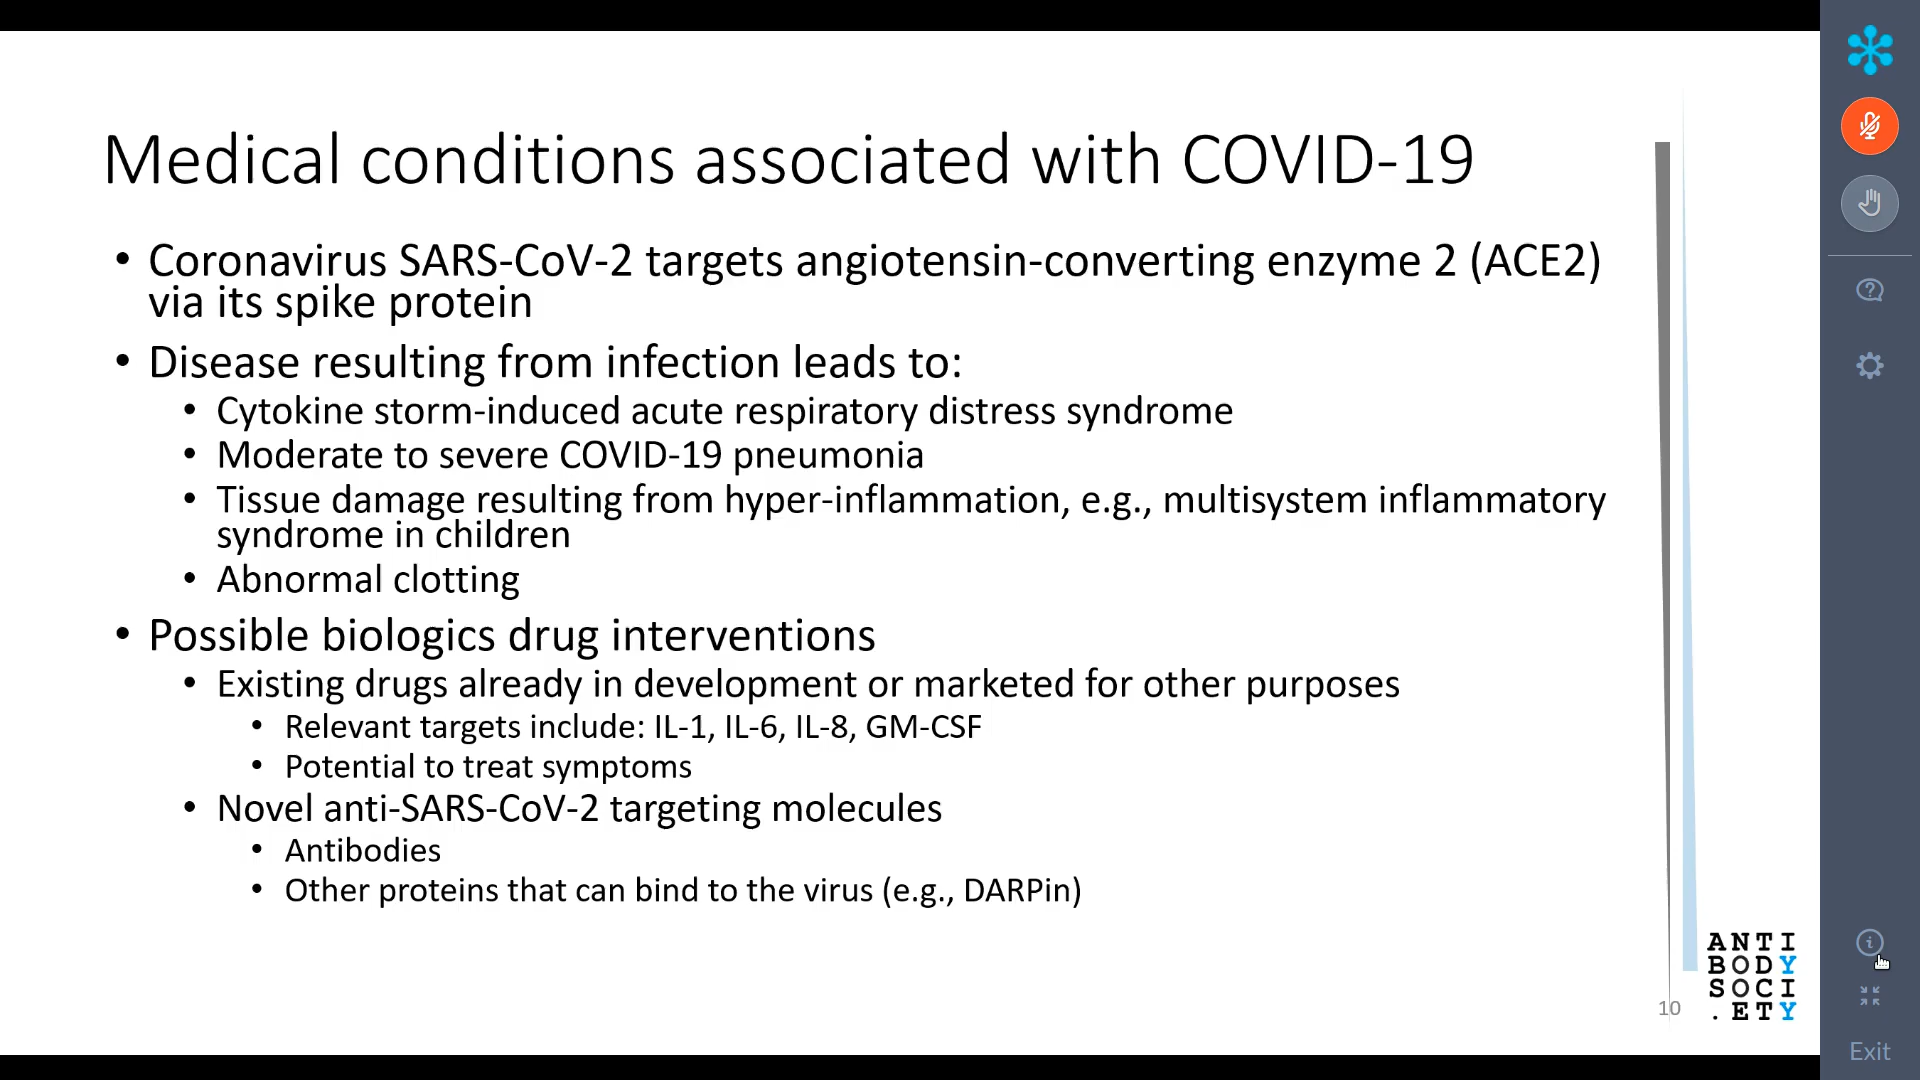 Medical conditions associated with COVID-19
• Coronavirus SARS-CoV-2 targets angiotensin-converting enzyme 2 (ACE2)
via its spike protein
• Disease resulting from infection leads to:
• Cytokine storm-induced acute respiratory distress syndrome
• Moderate to severe COVID-19 pneumonia
• Tissue damage resulting from hyper-inflammation, e.g., multisystem inflammatory
syndrome in children
• Abnormal clotting
• Possible biologics drug interventions
• Existing drugs already in development or marketed for other purposes
• Relevant targets include: IL-1, IL-6, IL-8, GM-CSF
• Potential to treat symptoms
• Novel anti-SARS-CoV-2 targeting molecules
• Antibodies
• Other proteins that can bind to the virus (e.g., DARPin)
10
ANTI
BODY
SOCI
.ETY
Exit